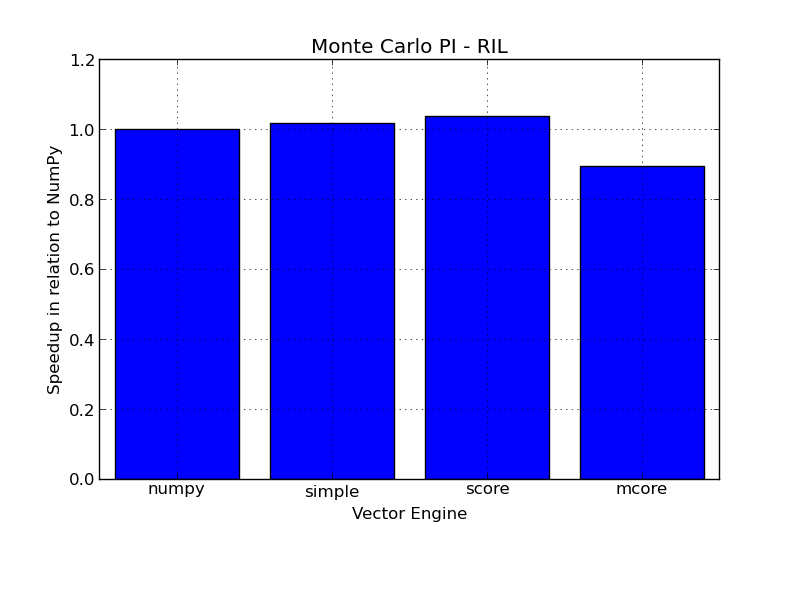 Monte Carlo PI - RIL
1.2
1.0
0.8
0.6
0.4
0.2
0.0
Speedup in relation to NumPy
numpy simple score mcore
Vector Engine